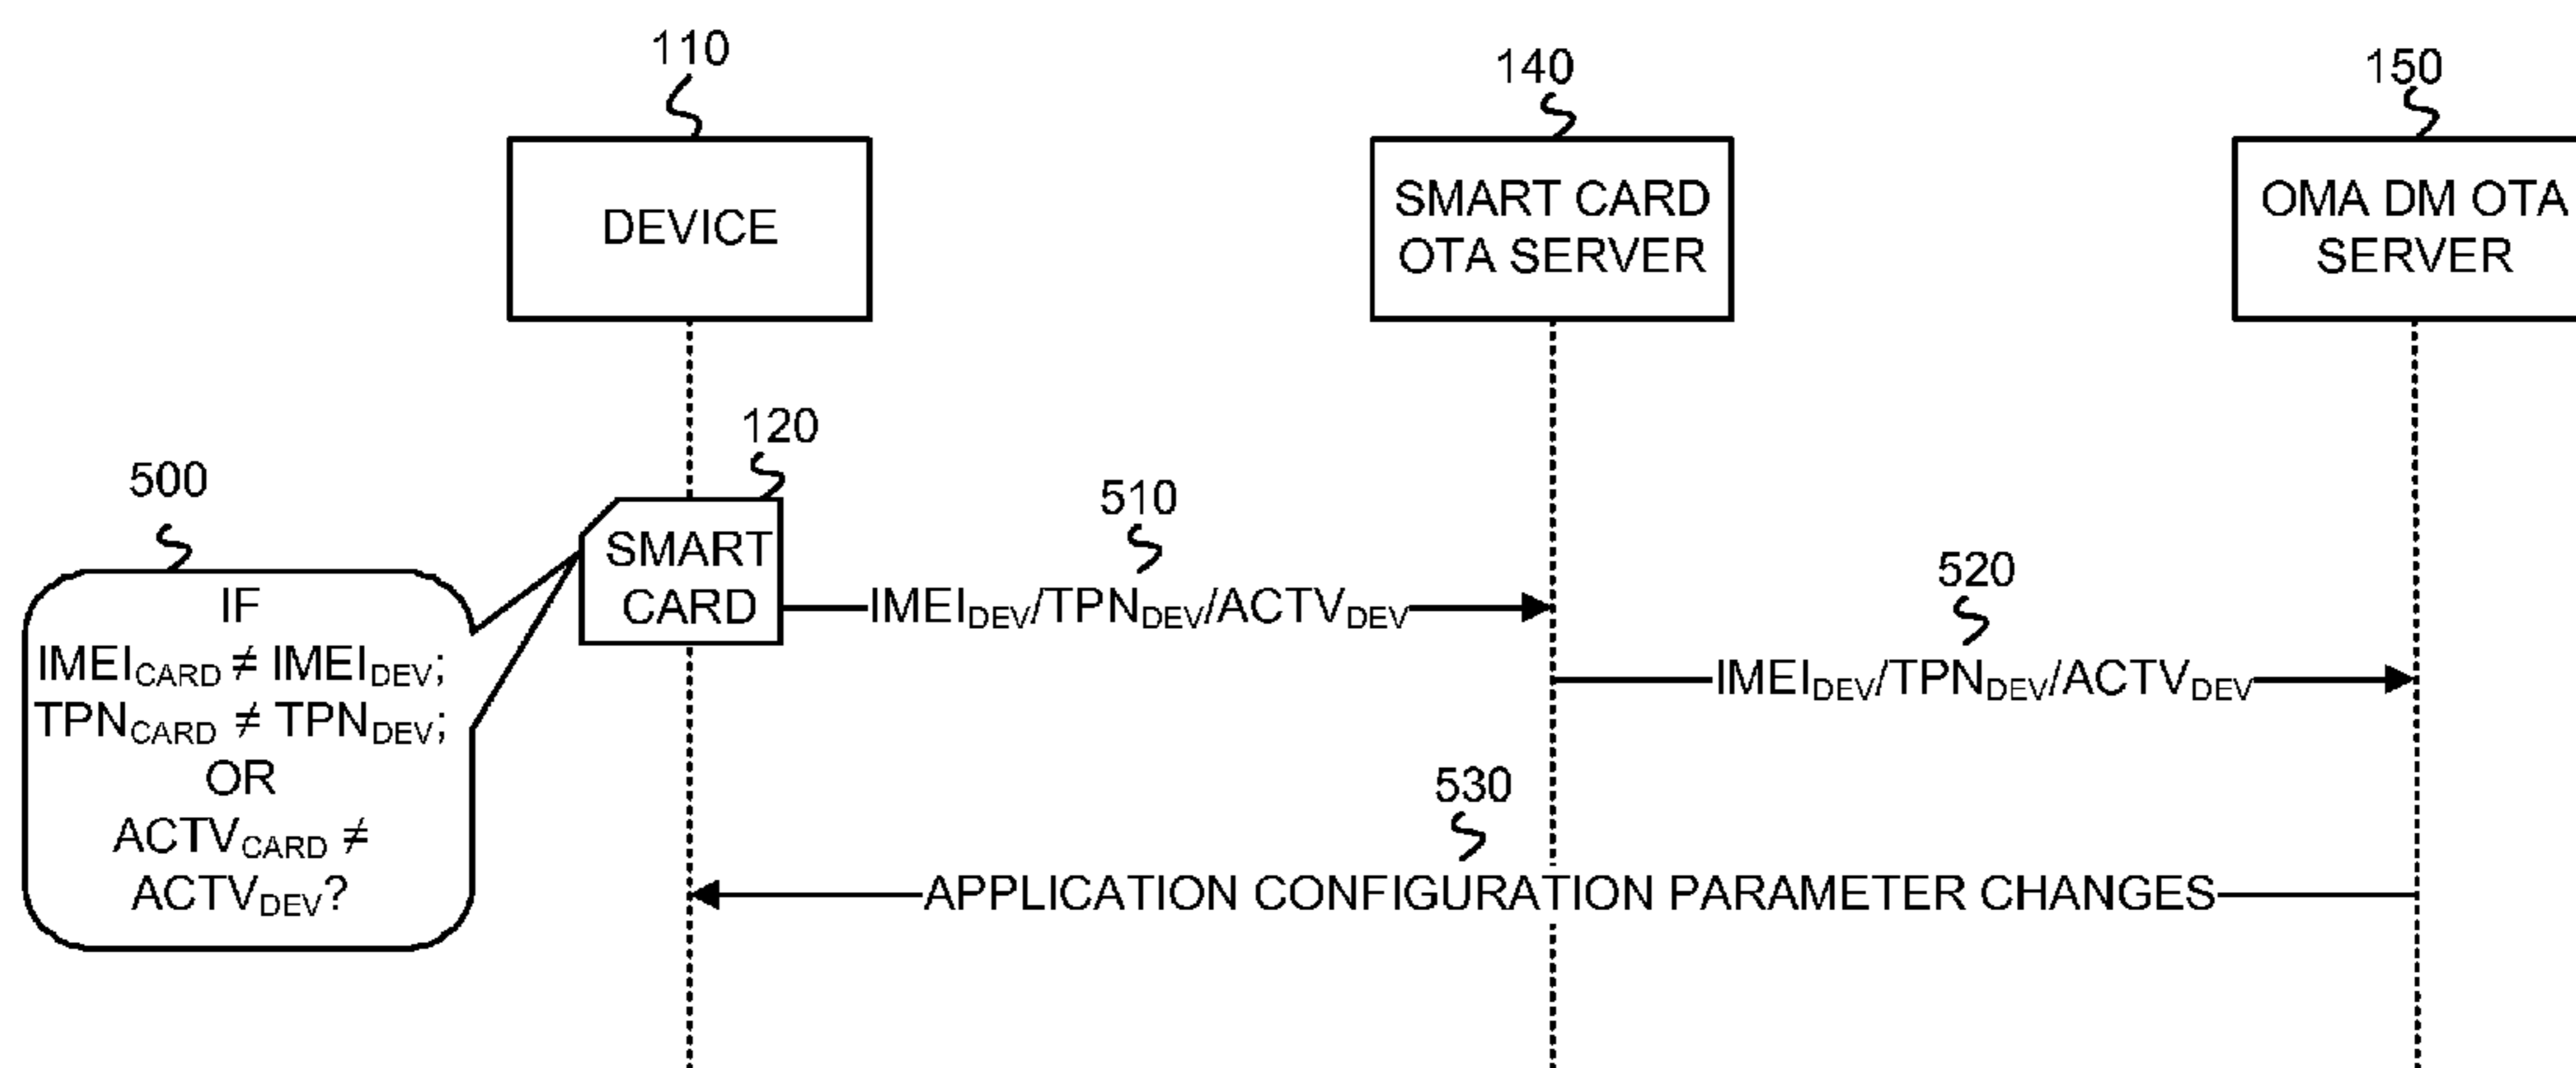 110
140
150
DEVICE
SMART CARD
OTA SERVER
OMA DM OTA
SERVER
120
500
510
520
SMART
CARD
IF
IMEICARD ≠ IMEIDEV;
TPNCARD ≠ TPNDEV;
OR
ACTVCARD ≠
ACTVDEV?
IMEIDEV/TPNDEV/ACTVDEV
IMEIDEV/TPNDEV/ACTVDEV
530
APPLICATION CONFIGURATION PARAMETER CHANGES